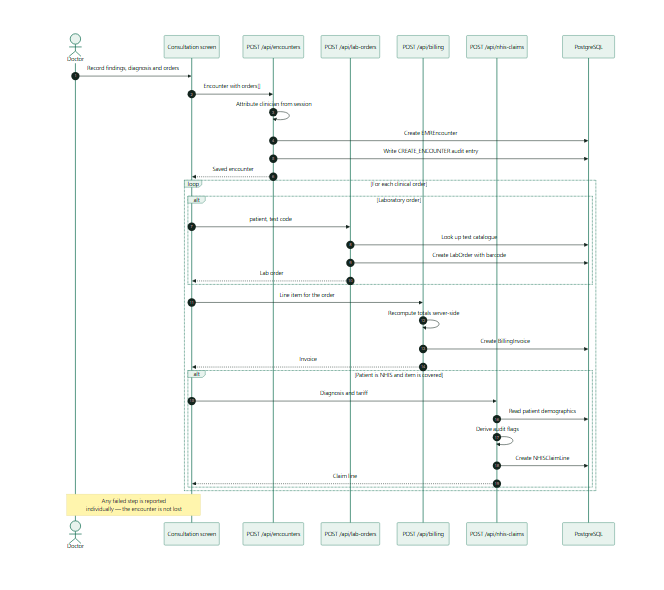 Doctor
Consultation screen
POST /api/encounters
POST /api/lab-orders
POST /api/billing
POST /api/nhis-claims
PostgreSQL
Record findings, diagnosis and orders
Encounter with orders[]
Attribute clinician from session
Create EMREncounter
Write CREATE_ENCOUNTER audit entry
Saved encounter
loop
[For each clinical order]
alt
[Laboratory order]
patient, test code
Look up test catalogue
Create LabOrder with barcode
Lab order
Line item for the order
Recompute totals server-side
Create BillingInvoice
Invoice
alt
[Patient is NHIS and item is covered]
Diagnosis and tariff
Read patient demographics
Derive audit flags
Create NHISClaimLine
Claim line
Any failed step is reported
individually — the encounter is not lost
Doctor
Consultation screen
POST /api/encounters
POST /api/lab-orders
POST /api/billing
POST /api/nhis-claims
PostgreSQL